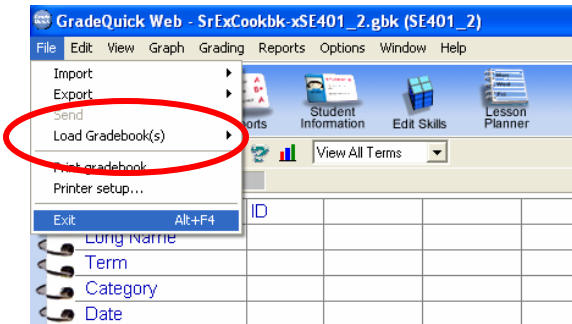 GradeQuick Web - SrExCookbk-xSE401_2.gbk (SE401_2)
File Edit View Graph Grading Reports Options Window Help
Import
Export
Send
Load Gradebook(s)
Print gradebook
Printer setup...
Exit Alt+F4
Student Information
Edit Skills
Lesson Planner
View All Terms
ID
Long Name
Term
Category
Date